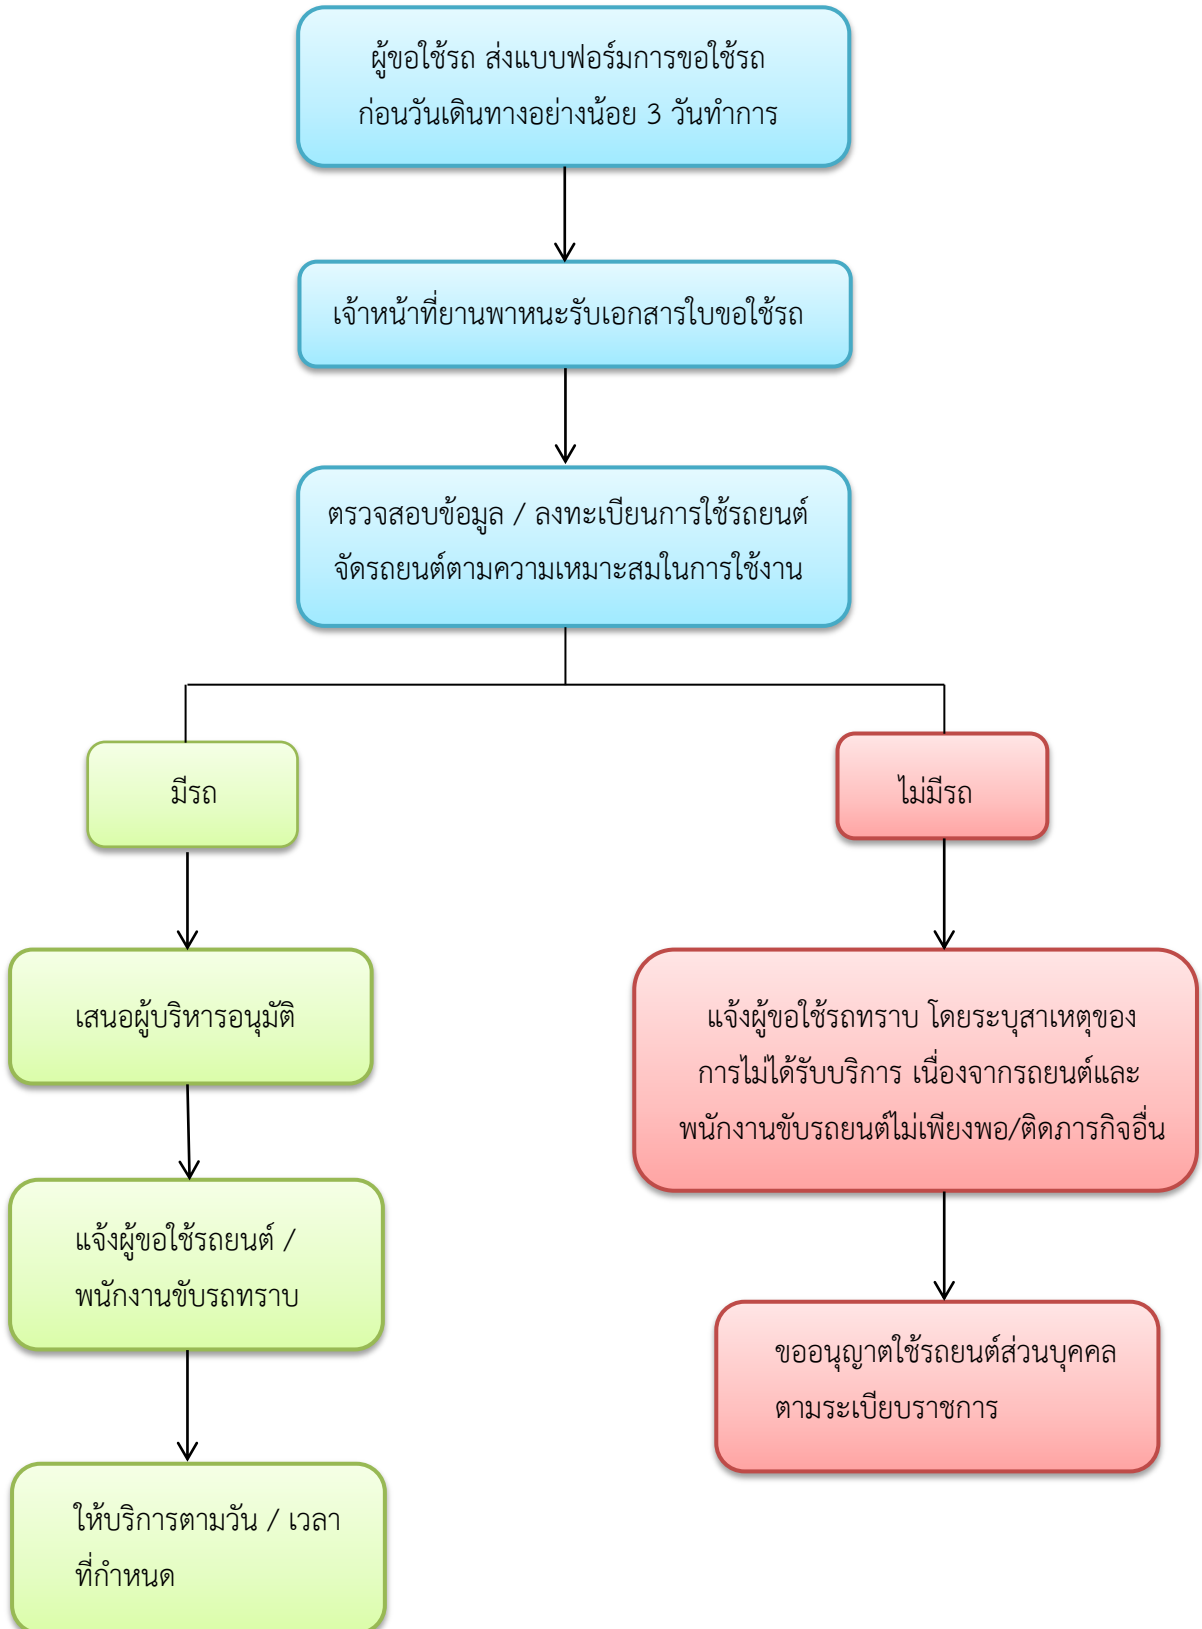 ผู้ขอใช้รถ ส่งแบบฟอร์มการขอใช้รถ
ก่อนวันเดินทางอย่างน้อย 3 วันทำการ
เจ้าหน้าที่ยานพาหนะรับเอกสารใบขอใช้รถ
ตรวจสอบข้อมูล / ลงทะเบียนการใช้รถยนต์
จัดรถยนต์ตามความเหมาะสมในการใช้งาน
มีรถ
เสนอผู้บริหารอนุมัติ
แจ้งผู้ขอใช้รถยนต์ /
พนักงานขับรถทราบ
ให้บริการตามวัน / เวลา
ที่กำหนด
ไม่มีรถ
แจ้งผู้ขอใช้รถทราบ โดยระบุสาเหตุของ
การไม่ได้รับบริการ เนื่องจากรถยนต์และ
พนักงานขับรถยนต์ไม่เพียงพอ/ติดภารกิจอื่น
ขออนุญาตใช้รถยนต์ส่วนบุคคล
ตามระเบียบราชการ